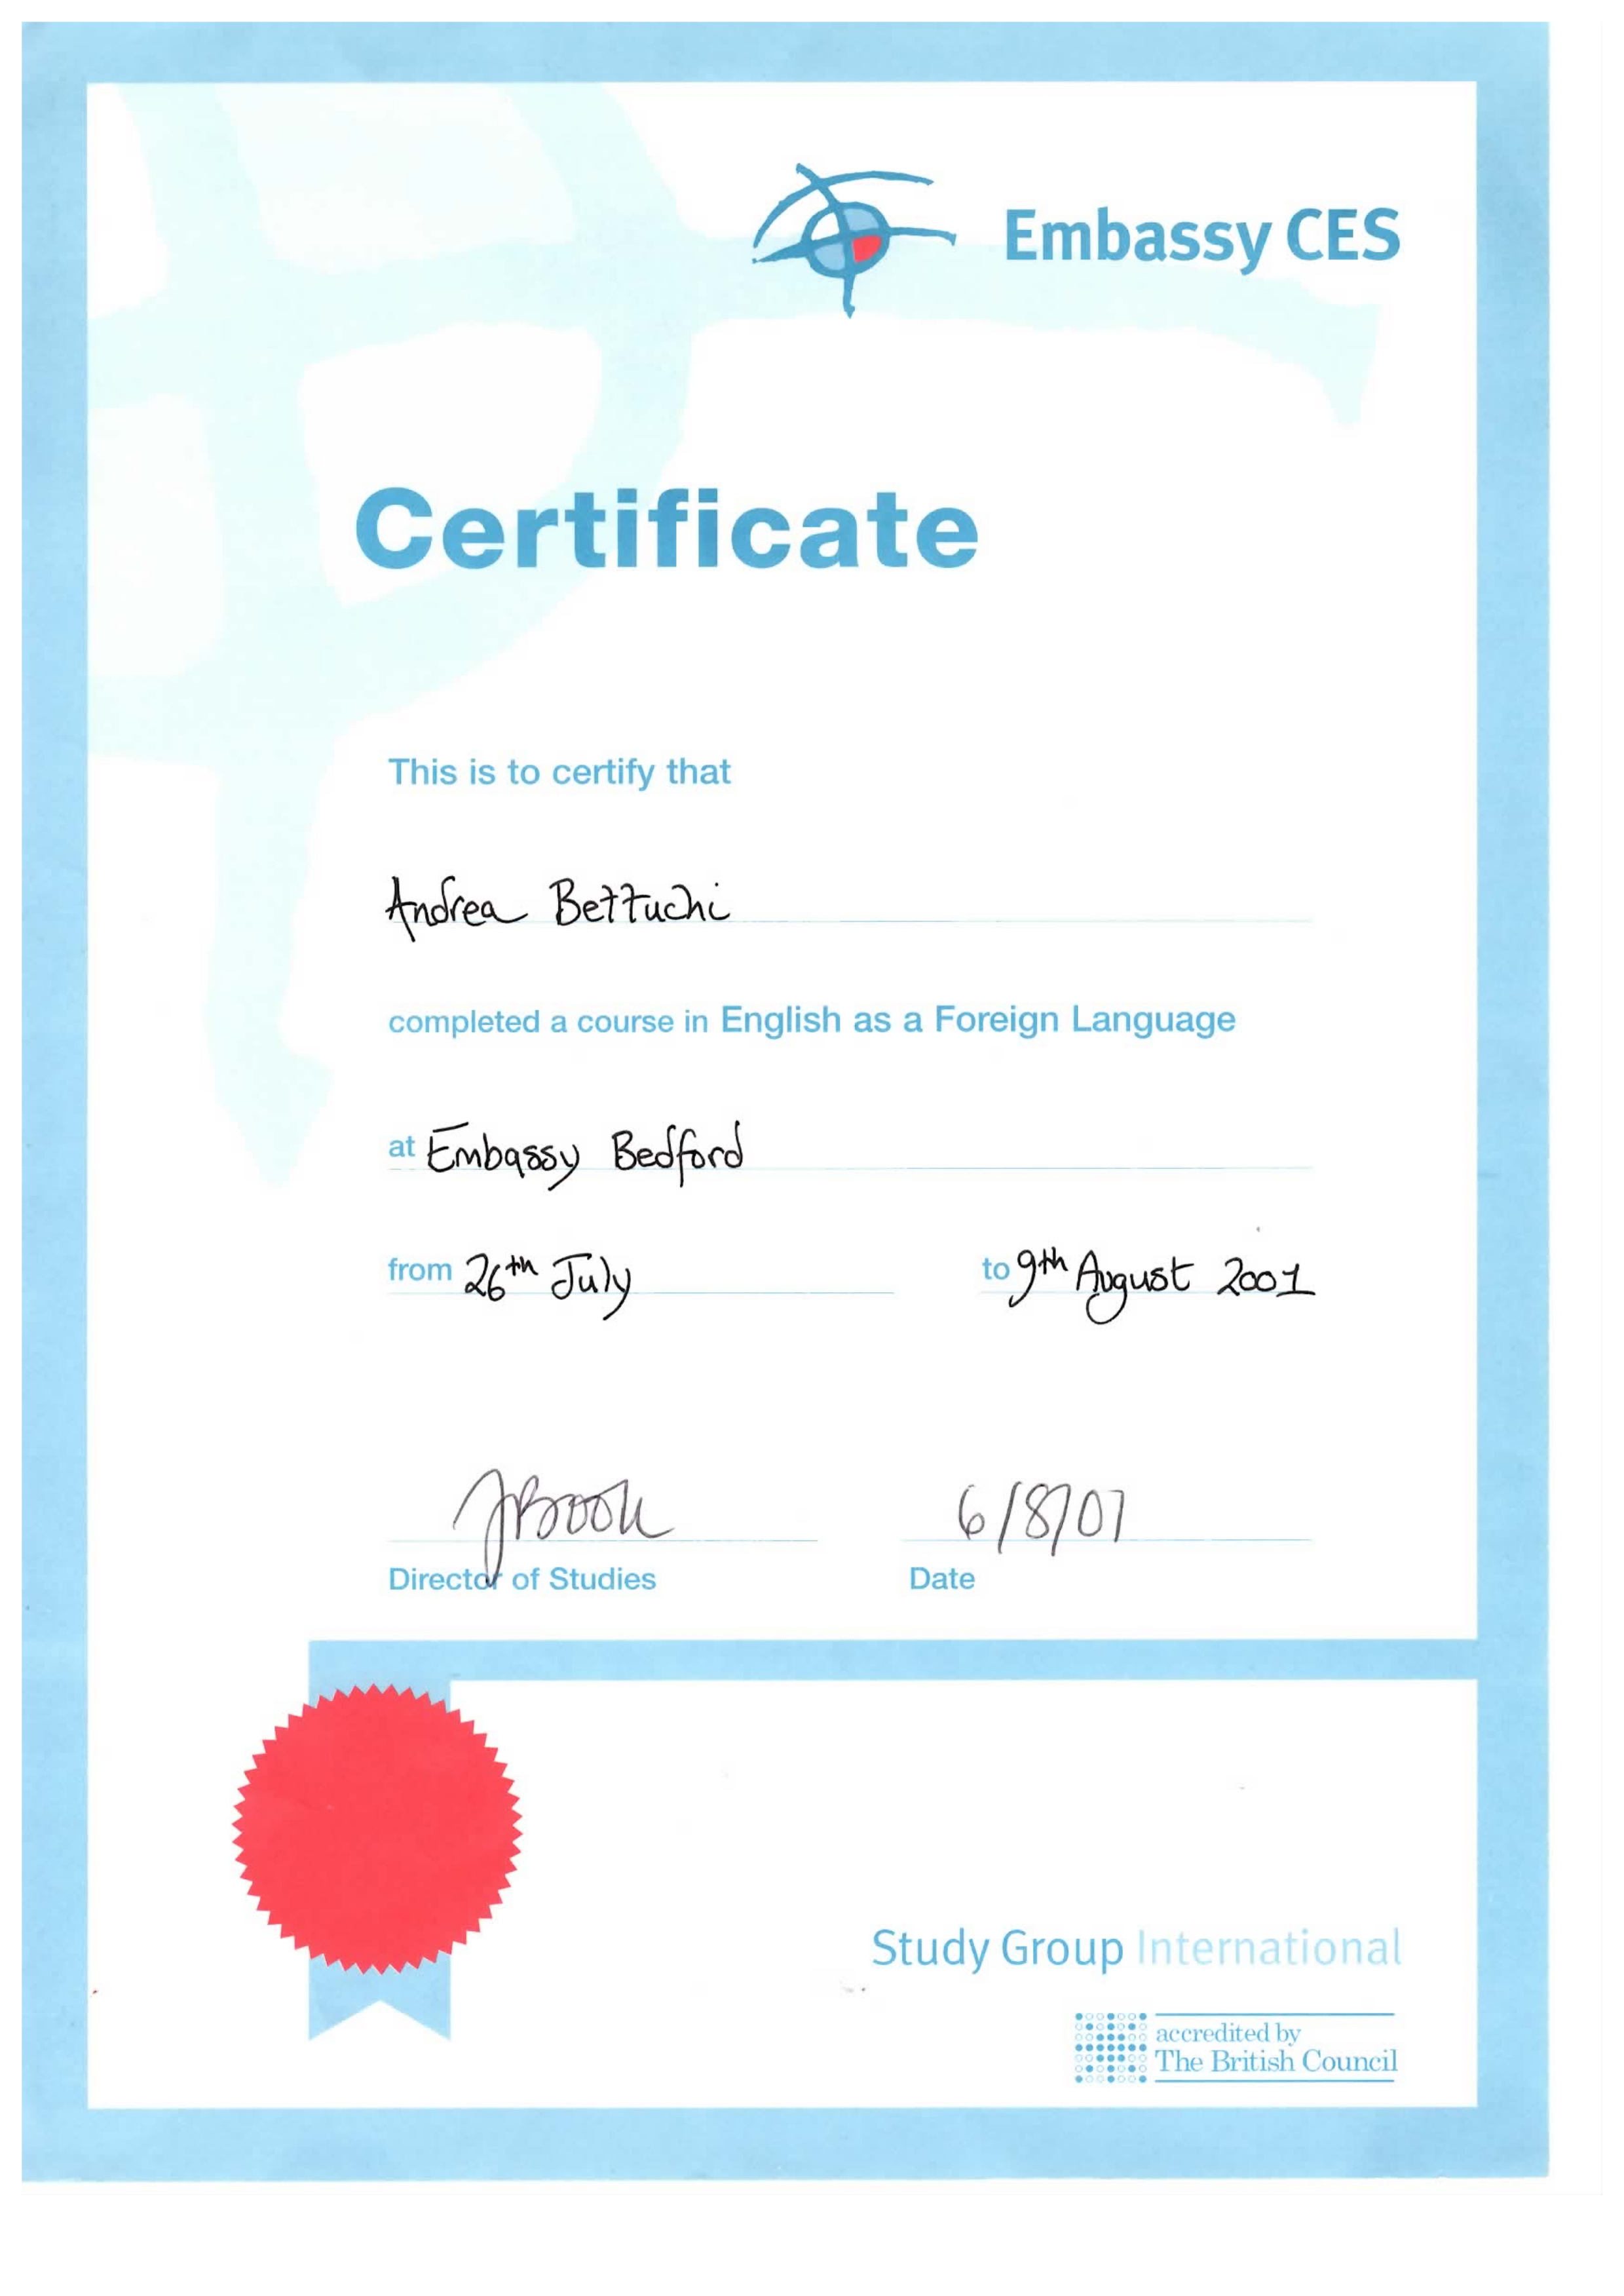 Embassy CES
Certificate
This is to certify that
Andrea Bettuchi
completed a course in English as a Foreign Language
at Embassy Bedford
from 26th July to 9th August 2001
JBrook 6/8/01
Director of Studies Date
Study Group International
accredited by
The British Council